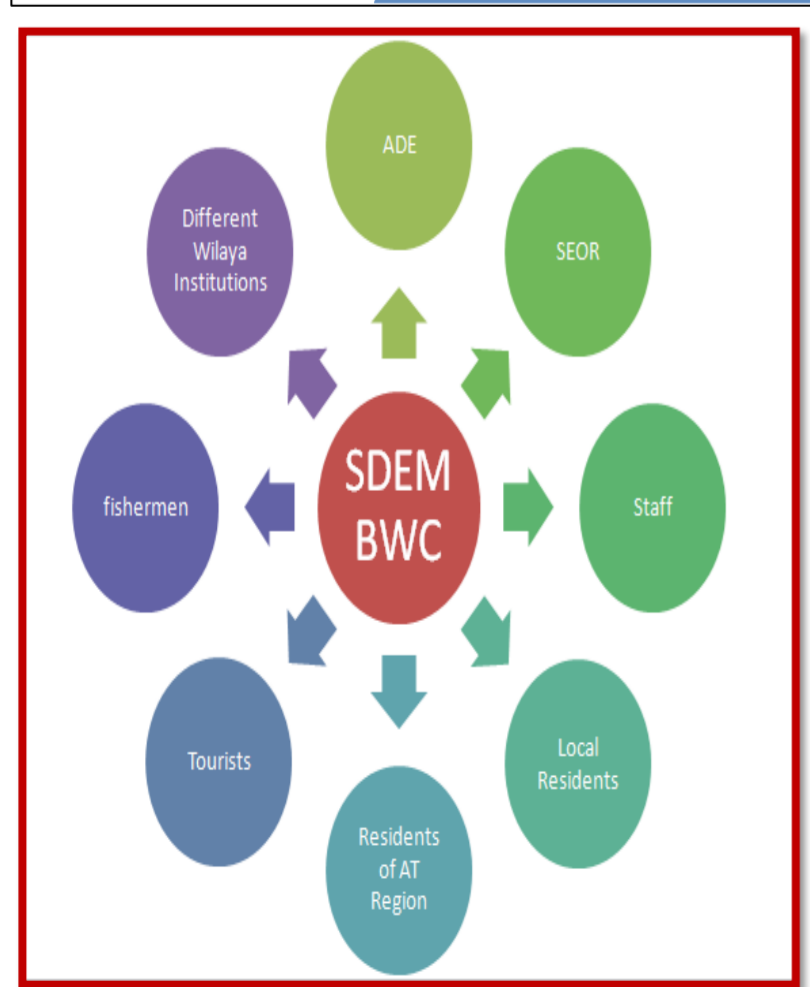 ADE
SEOR
Staff
Local
Residents
Residents
of AT
Region
Tourists
fishermen
Different
Wilaya
Institutions
SDEM
BWC